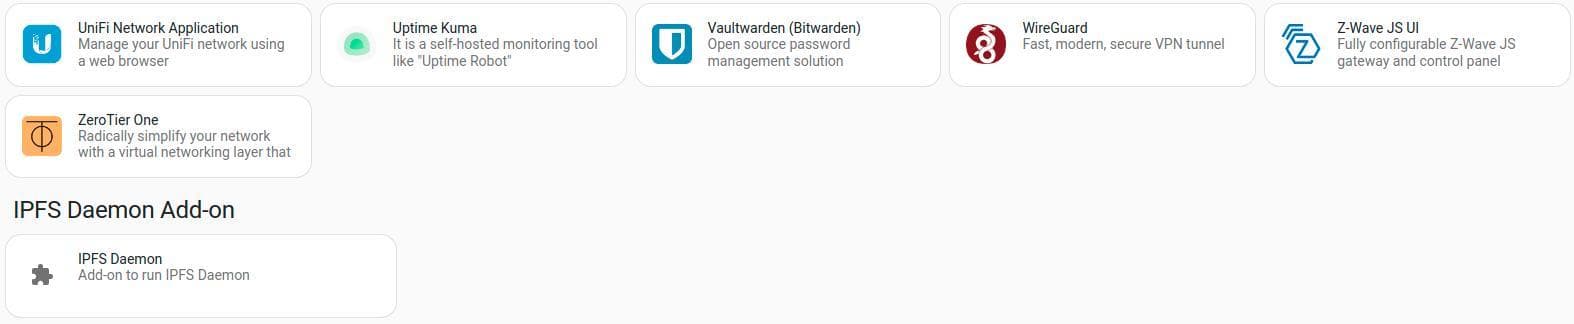 UniFi Network Application
Manage your UniFi network using
a web browser
Uptime Kuma
It is a self-hosted monitoring tool
like "Uptime Robot"
Vaultwarden (Bitwarden)
Open source password
management solution
WireGuard
Fast, modern, secure VPN tunnel
Z-Wave JS UI
Fully configurable Z-Wave JS
gateway and control panel
ZeroTier One
Radically simplify your network
with a virtual networking layer that
IPFS Daemon Add-on
IPFS Daemon
Add-on to run IPFS Daemon